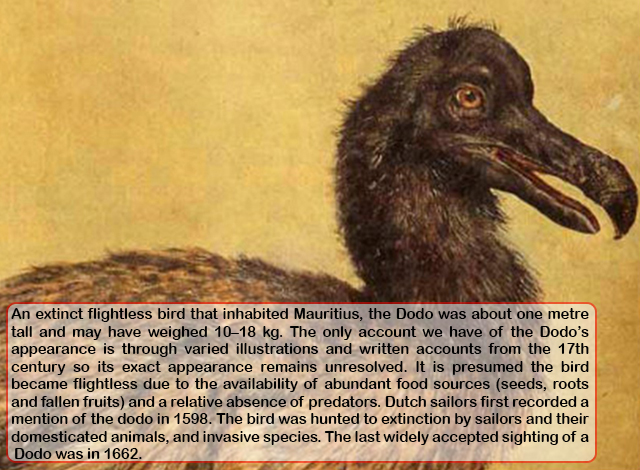 An extinct flightless bird that inhabited Mauritius, the Dodo was about one metre
tall and may have weighed 10–18 kg. The only account we have of the Dodo's
appearance is through varied illustrations and written accounts from the 17th
century so its exact appearance remains unresolved. It is presumed the bird
became flightless due to the availability of abundant food sources (seeds, roots
and fallen fruits) and a relative absence of predators. Dutch sailors first recorded a
mention of the dodo in 1598. The bird was hunted to extinction by sailors and their
domesticated animals, and invasive species. The last widely accepted sighting of a
Dodo was in 1662.